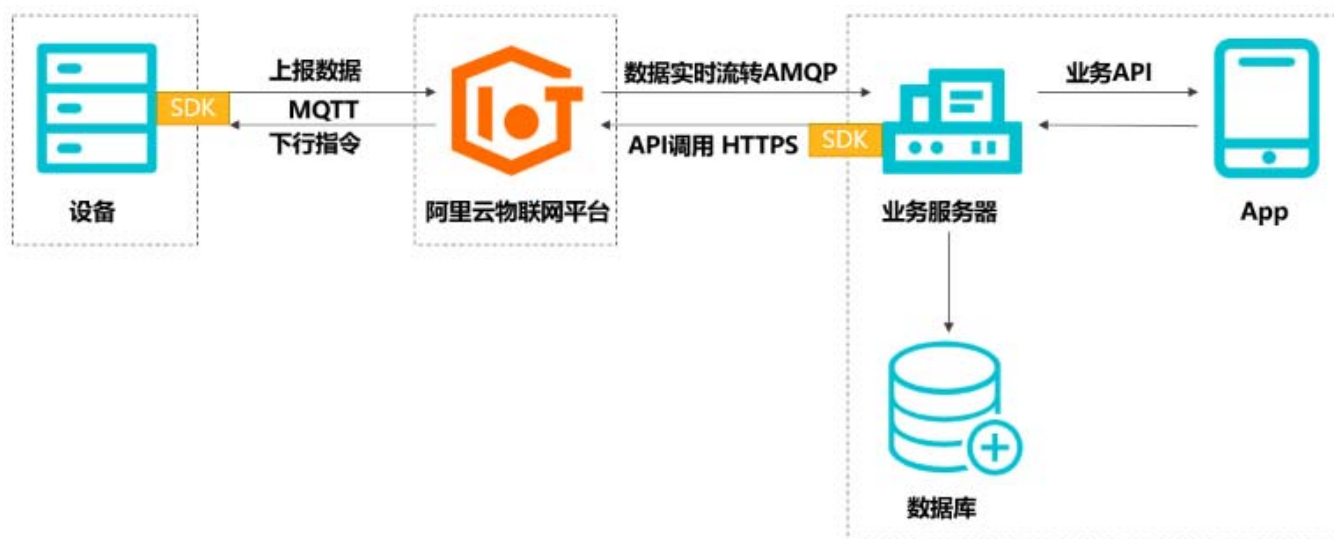 上报数据
SDK
MQTT
下行指令
设备
IOT
阿里云物联网平台
数据实时流转AMQP
API调用 HTTPS
SDK
业务服务器
业务API
App
数据库